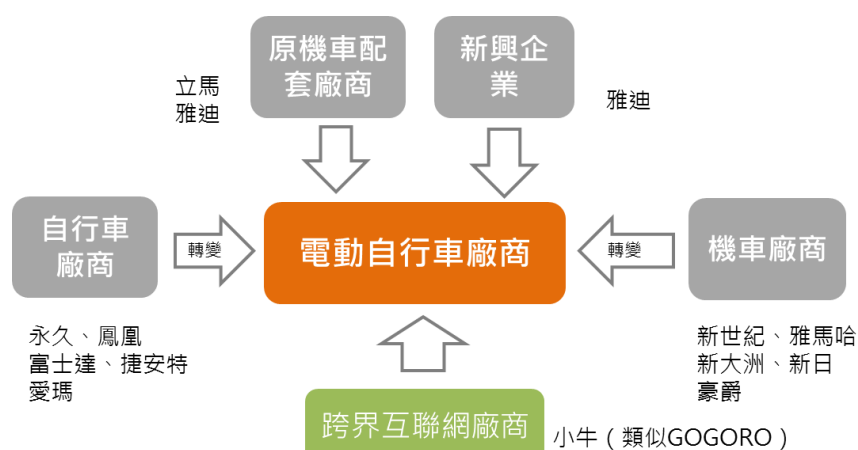 原機車配
套廠商
新興企
業
立馬
雅迪
雅迪
自行車
廠商
轉變
電動自行車廠商
轉變
機車廠商
永久、鳳凰
富士達、捷安特
愛瑪
新世紀、雅馬哈
新大洲、新日
豪爵
跨界互聯網廠商
小牛（類似GOGORO）